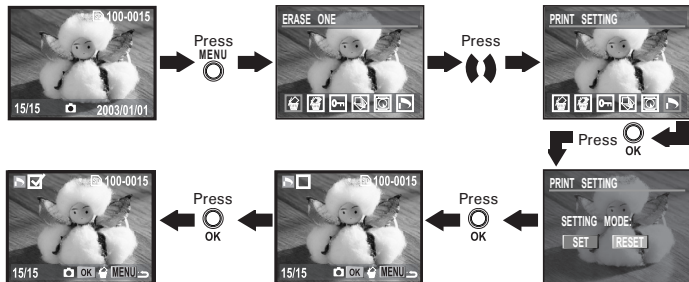 100-0015
15/15 2003/01/01
Press
MENU
ERASE ONE
Press
PRINT SETTING
Press OK
PRINT SETTING
SETTING MODE:
SET RESET
Press
OK
100-0015
15/15 OK MENU
Press
OK
100-0015
15/15 OK MENU